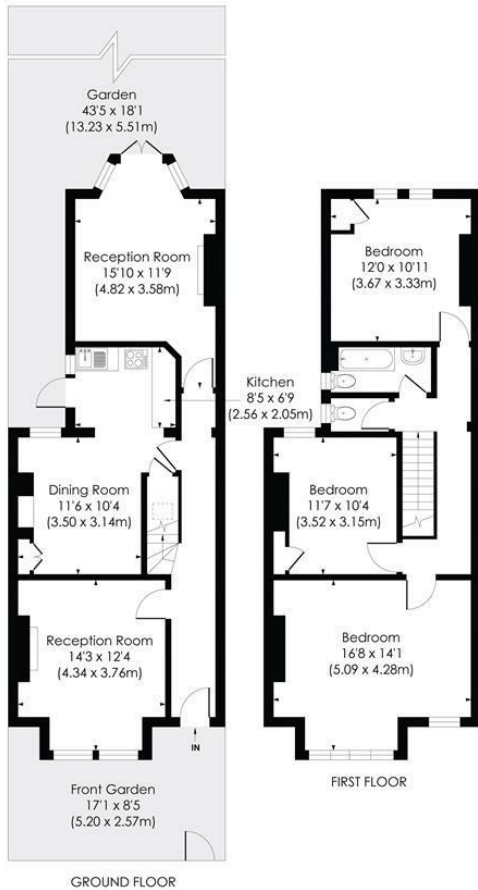 Garden
43'5 x 18'1
(13.23 x 5.51m)
Reception Room
15'10 x 11'9
(4.82 x 3.58m)
Bedroom
12'0 x 10'11
(3.67 x 3.33m)
Kitchen
8'5 x 6'9
(2.56 x 2.05m)
Dining Room
11'6 x 10'4
(3.50 x 3.14m)
Bedroom
11'7 x 10'4
(3.52 x 3.15m)
Reception Room
14'3 x 12'4
(4.34 x 3.76m)
Bedroom
16'8 x 14'1
(5.09 x 4.28m)
IN
Front Garden
17'1 x 8'5
(5.20 x 2.57m)
FIRST FLOOR
GROUND FLOOR